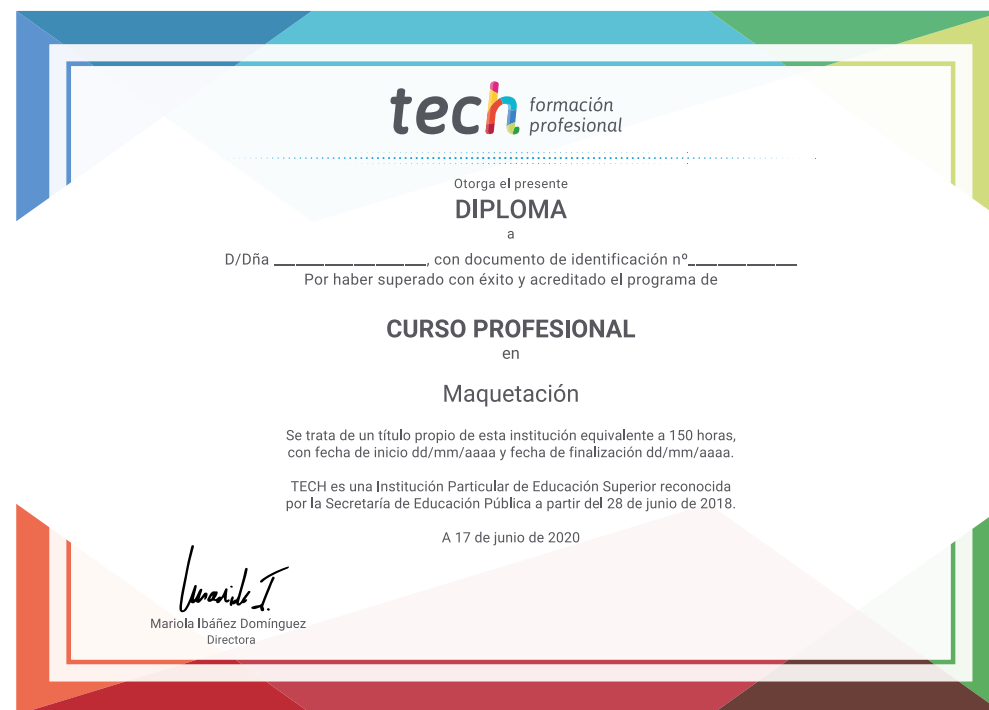 tech formación
profesional
Otorga el presente
DIPLOMA
a
D/Dña ______________, con documento de identificación nº__________
Por haber superado con éxito y acreditado el programa de
CURSO PROFESIONAL
en
Maquetación
Se trata de un título propio de esta institución equivalente a 150 horas,
con fecha de inicio dd/mm/aaaa y fecha de finalización dd/mm/aaaa.
TECH es una Institución Particular de Educación Superior reconocida
por la Secretaría de Educación Pública a partir del 28 de junio de 2018.
A 17 de junio de 2020
Mariola I.
Mariola Ibáñez Domínguez
Directora